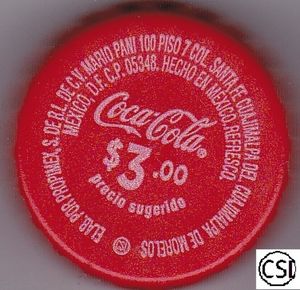 ELAB. POR PROPIMEX, S. DE R.L. DE C.V. MARIO PANI 100 PISO 7 COL. SANTA FE CUAJIMALPA DEL. CUAJIMALPA DE MORELOS
MEXICO, D.F. C.P. 05348. HECHO EN MEXICO. REFRESCO.
Coca-Cola
$3.00
precio sugerido
CSI